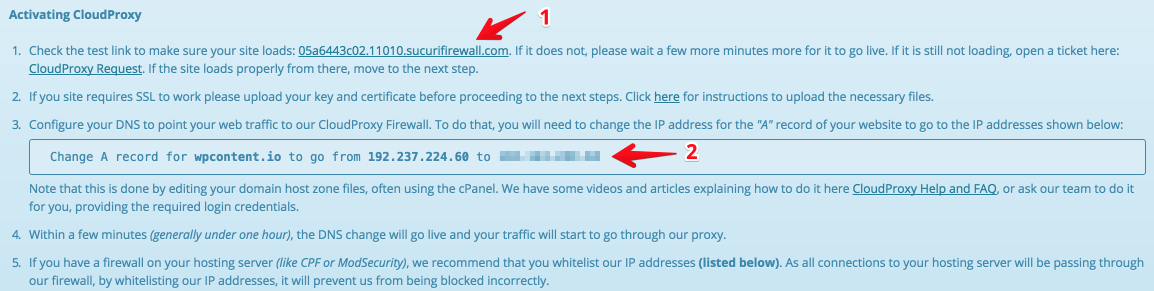 Activating CloudProxy
1
1. Check the test link to make sure your site loads: 05a6443c02.11010.sucurifirewall.com. If it does not, please wait a few more minutes more for it to go live. If it is still not loading, open a ticket here:
CloudProxy Request. If the site loads properly from there, move to the next step.
2. If you site requires SSL to work please upload your key and certificate before proceeding to the next steps. Click here for instructions to upload the necessary files.
3. Configure your DNS to point your web traffic to our CloudProxy Firewall. To do that, you will need to change the IP address for the "A" record of your website to go to the IP addresses shown below:
Change A record for wpcontent.io to go from 192.237.224.60 to
2
Note that this is done by editing your domain host zone files, often using the cPanel. We have some videos and articles explaining how to do it here CloudProxy Help and FAQ, or ask our team to do it
for you, providing the required login credentials.
4. Within a few minutes (generally under one hour), the DNS change will go live and your traffic will start to go through our proxy.
5. If you have a firewall on your hosting server (like CPF or ModSecurity), we recommend that you whitelist our IP addresses (listed below). As all connections to your hosting server will be passing through
our firewall, by whitelisting our IP addresses, it will prevent us from being blocked incorrectly.